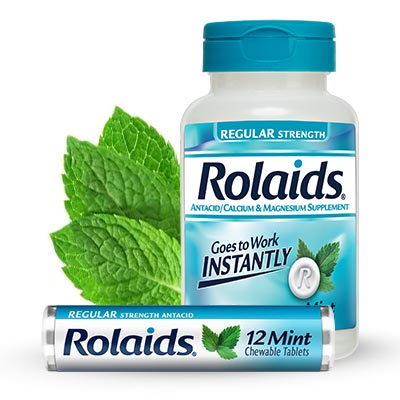 REGULAR STRENGTH
Rolaids®
ANTACID/CALCIUM & MAGNESIUM SUPPLEMENT
Goes to Work
INSTANTLY
R
Mint
REGULAR STRENGTH ANTACID
Rolaids®
12 Mint
Chewable Tablets